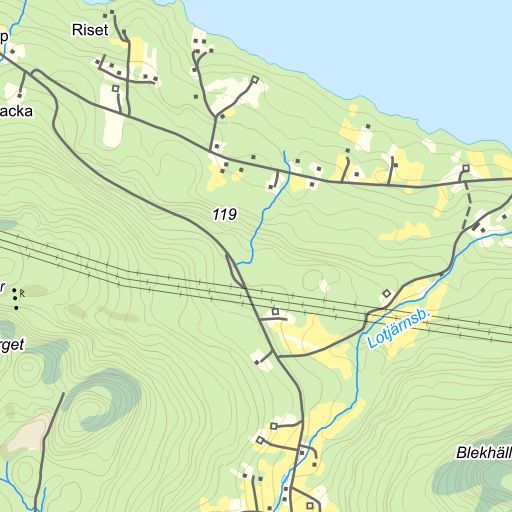 Riset
p
acka
119
r
Lotjärnsb.
rget
Blekhäll